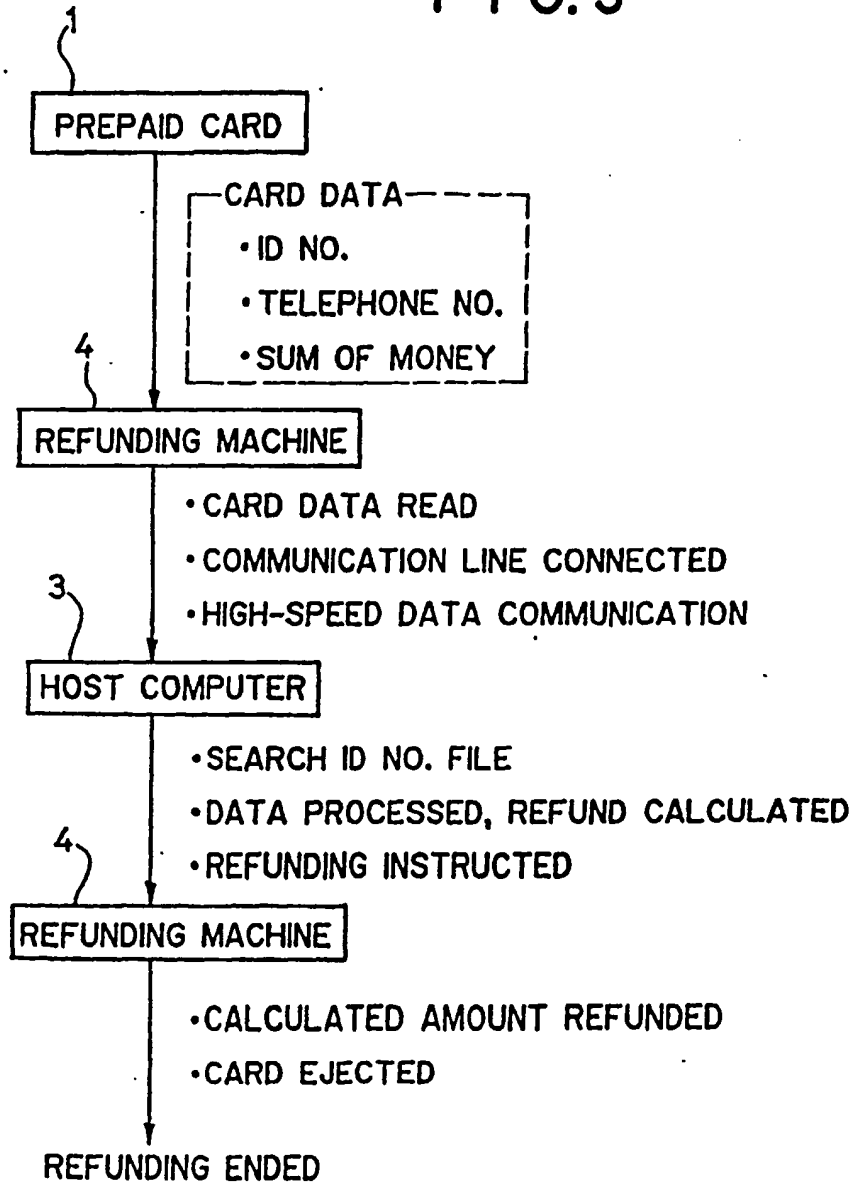 FIG. 3
1
PREPAID CARD
CARD DATA
•ID NO.
•TELEPHONE NO.
•SUM OF MONEY
4
REFUNDING MACHINE
•CARD DATA READ
•COMMUNICATION LINE CONNECTED
•HIGH-SPEED DATA COMMUNICATION
3
HOST COMPUTER
•SEARCH ID NO. FILE
•DATA PROCESSED, REFUND CALCULATED
•REFUNDING INSTRUCTED
4
REFUNDING MACHINE
•CALCULATED AMOUNT REFUNDED
•CARD EJECTED
REFUNDING ENDED